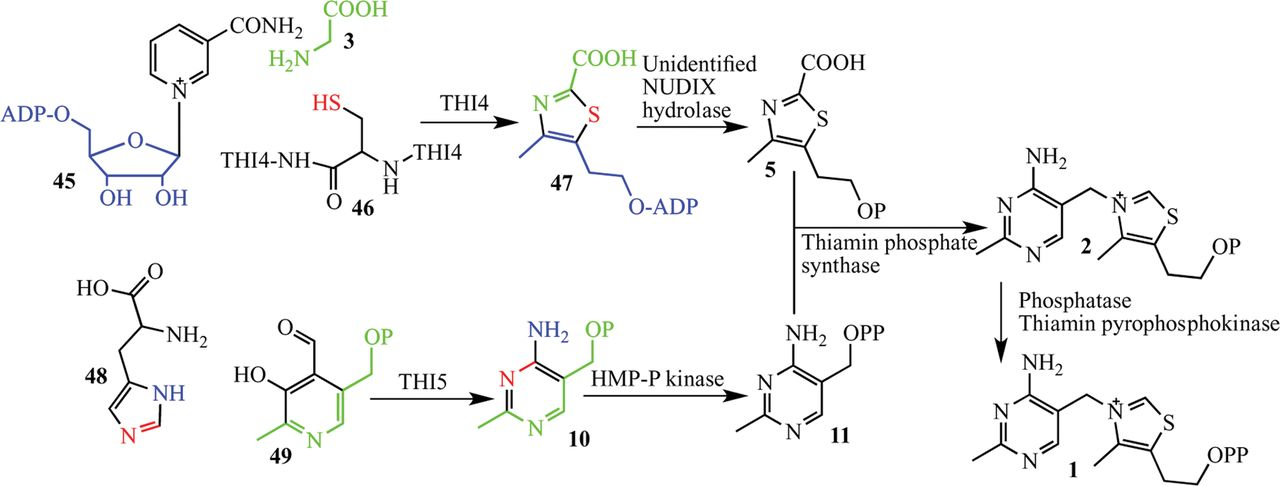 COOH
3
H2N
CONH2
N+
ADP-O
O
OH OH
45
HS
THI4-NH
O
N
H
THI4
46
THI4
COOH
N
S
O-ADP
47
Unidentified
NUDIX
hydrolase
COOH
N
S
5
OP
Thiamin phosphate
synthase
NH2
N
N
N+
S
OP
2
Phosphatase
Thiamin pyrophosphokinase
HO
O
NH2
48
NH
N
O
HO
OP
N
49
THI5
NH2
OP
N
N
10
HMP-P kinase
NH2
OPP
N
N
11
NH2
N
N
N+
S
OPP
1